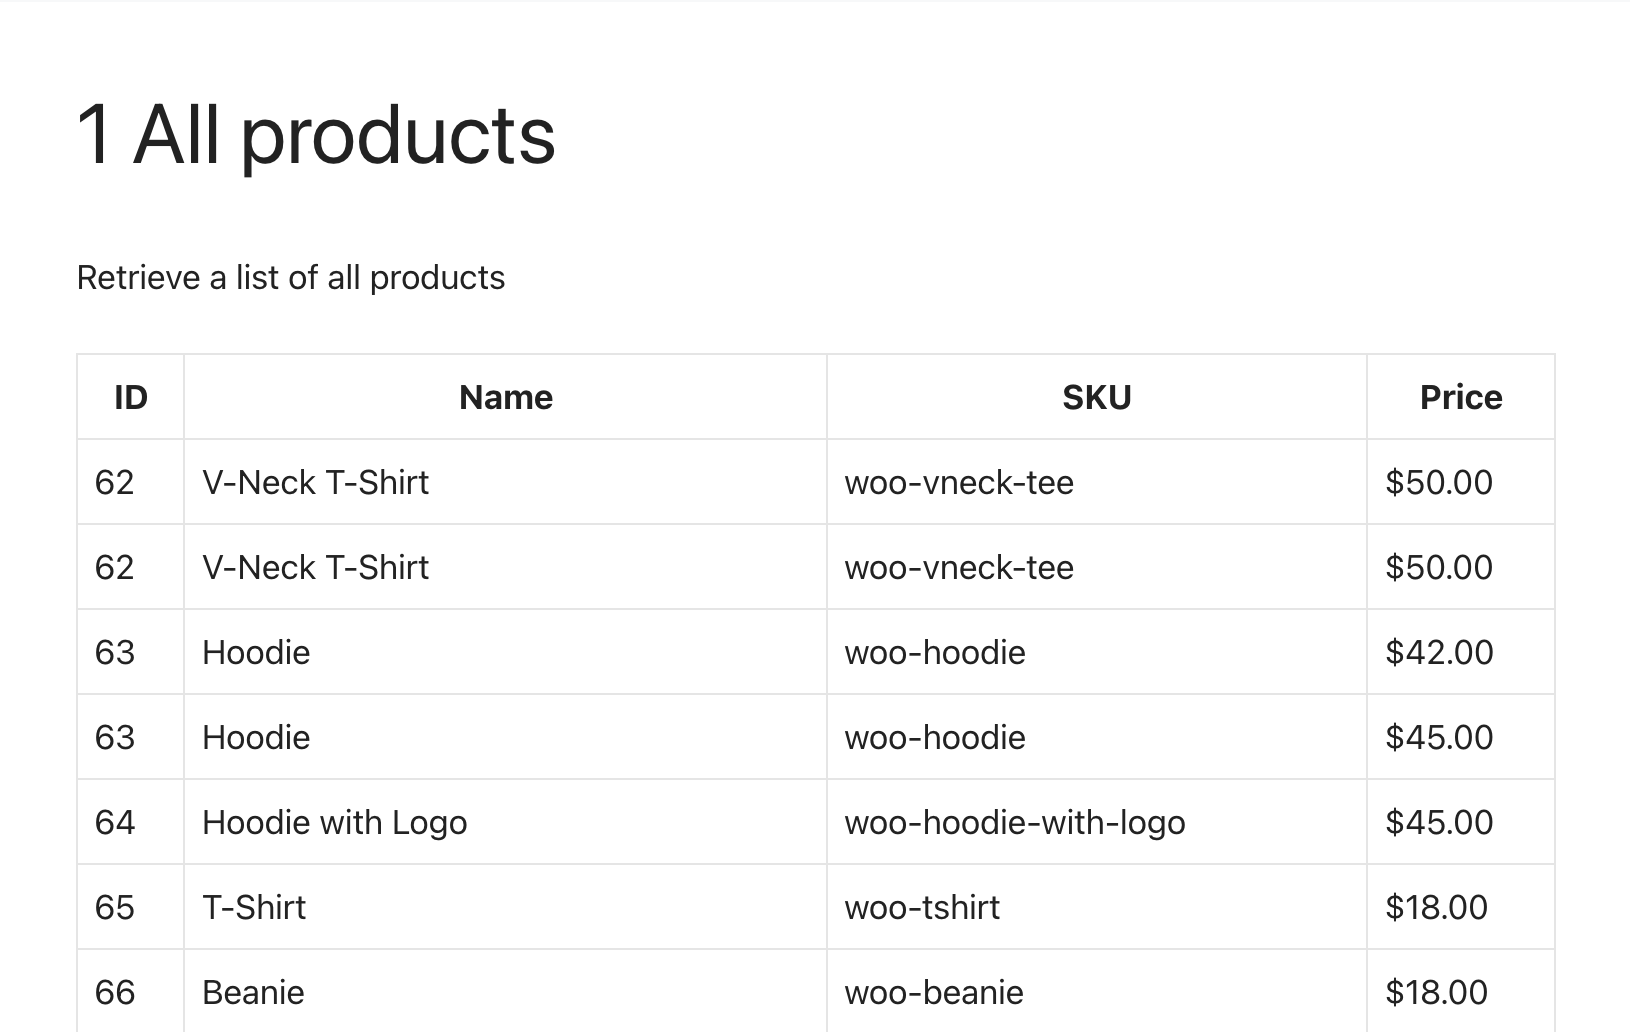 1 All products
Retrieve a list of all products
ID Name SKU Price
62 V-Neck T-Shirt woo-vneck-tee $50.00
62 V-Neck T-Shirt woo-vneck-tee $50.00
63 Hoodie woo-hoodie $42.00
63 Hoodie woo-hoodie $45.00
64 Hoodie with Logo woo-hoodie-with-logo $45.00
65 T-Shirt woo-tshirt $18.00
66 Beanie woo-beanie $18.00